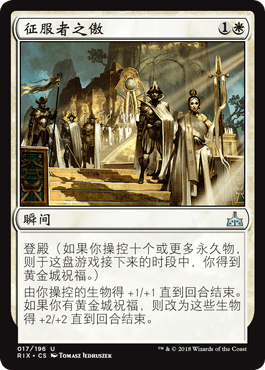 征服者之傲 1
瞬间
登殿（如果你操控十个或更多永久物，
则于这盘游戏接下来的时段中，你得到
黄金城祝福。）
由你操控的生物得 +1/+1 直到回合结束。
如果你有黄金城祝福，则改为这些生物
得 +2/+2 直到回合结束。
017/196 U
RIX • CS TOMASZ JEDRUSZEK
™ & © 2018 Wizards of the Coast